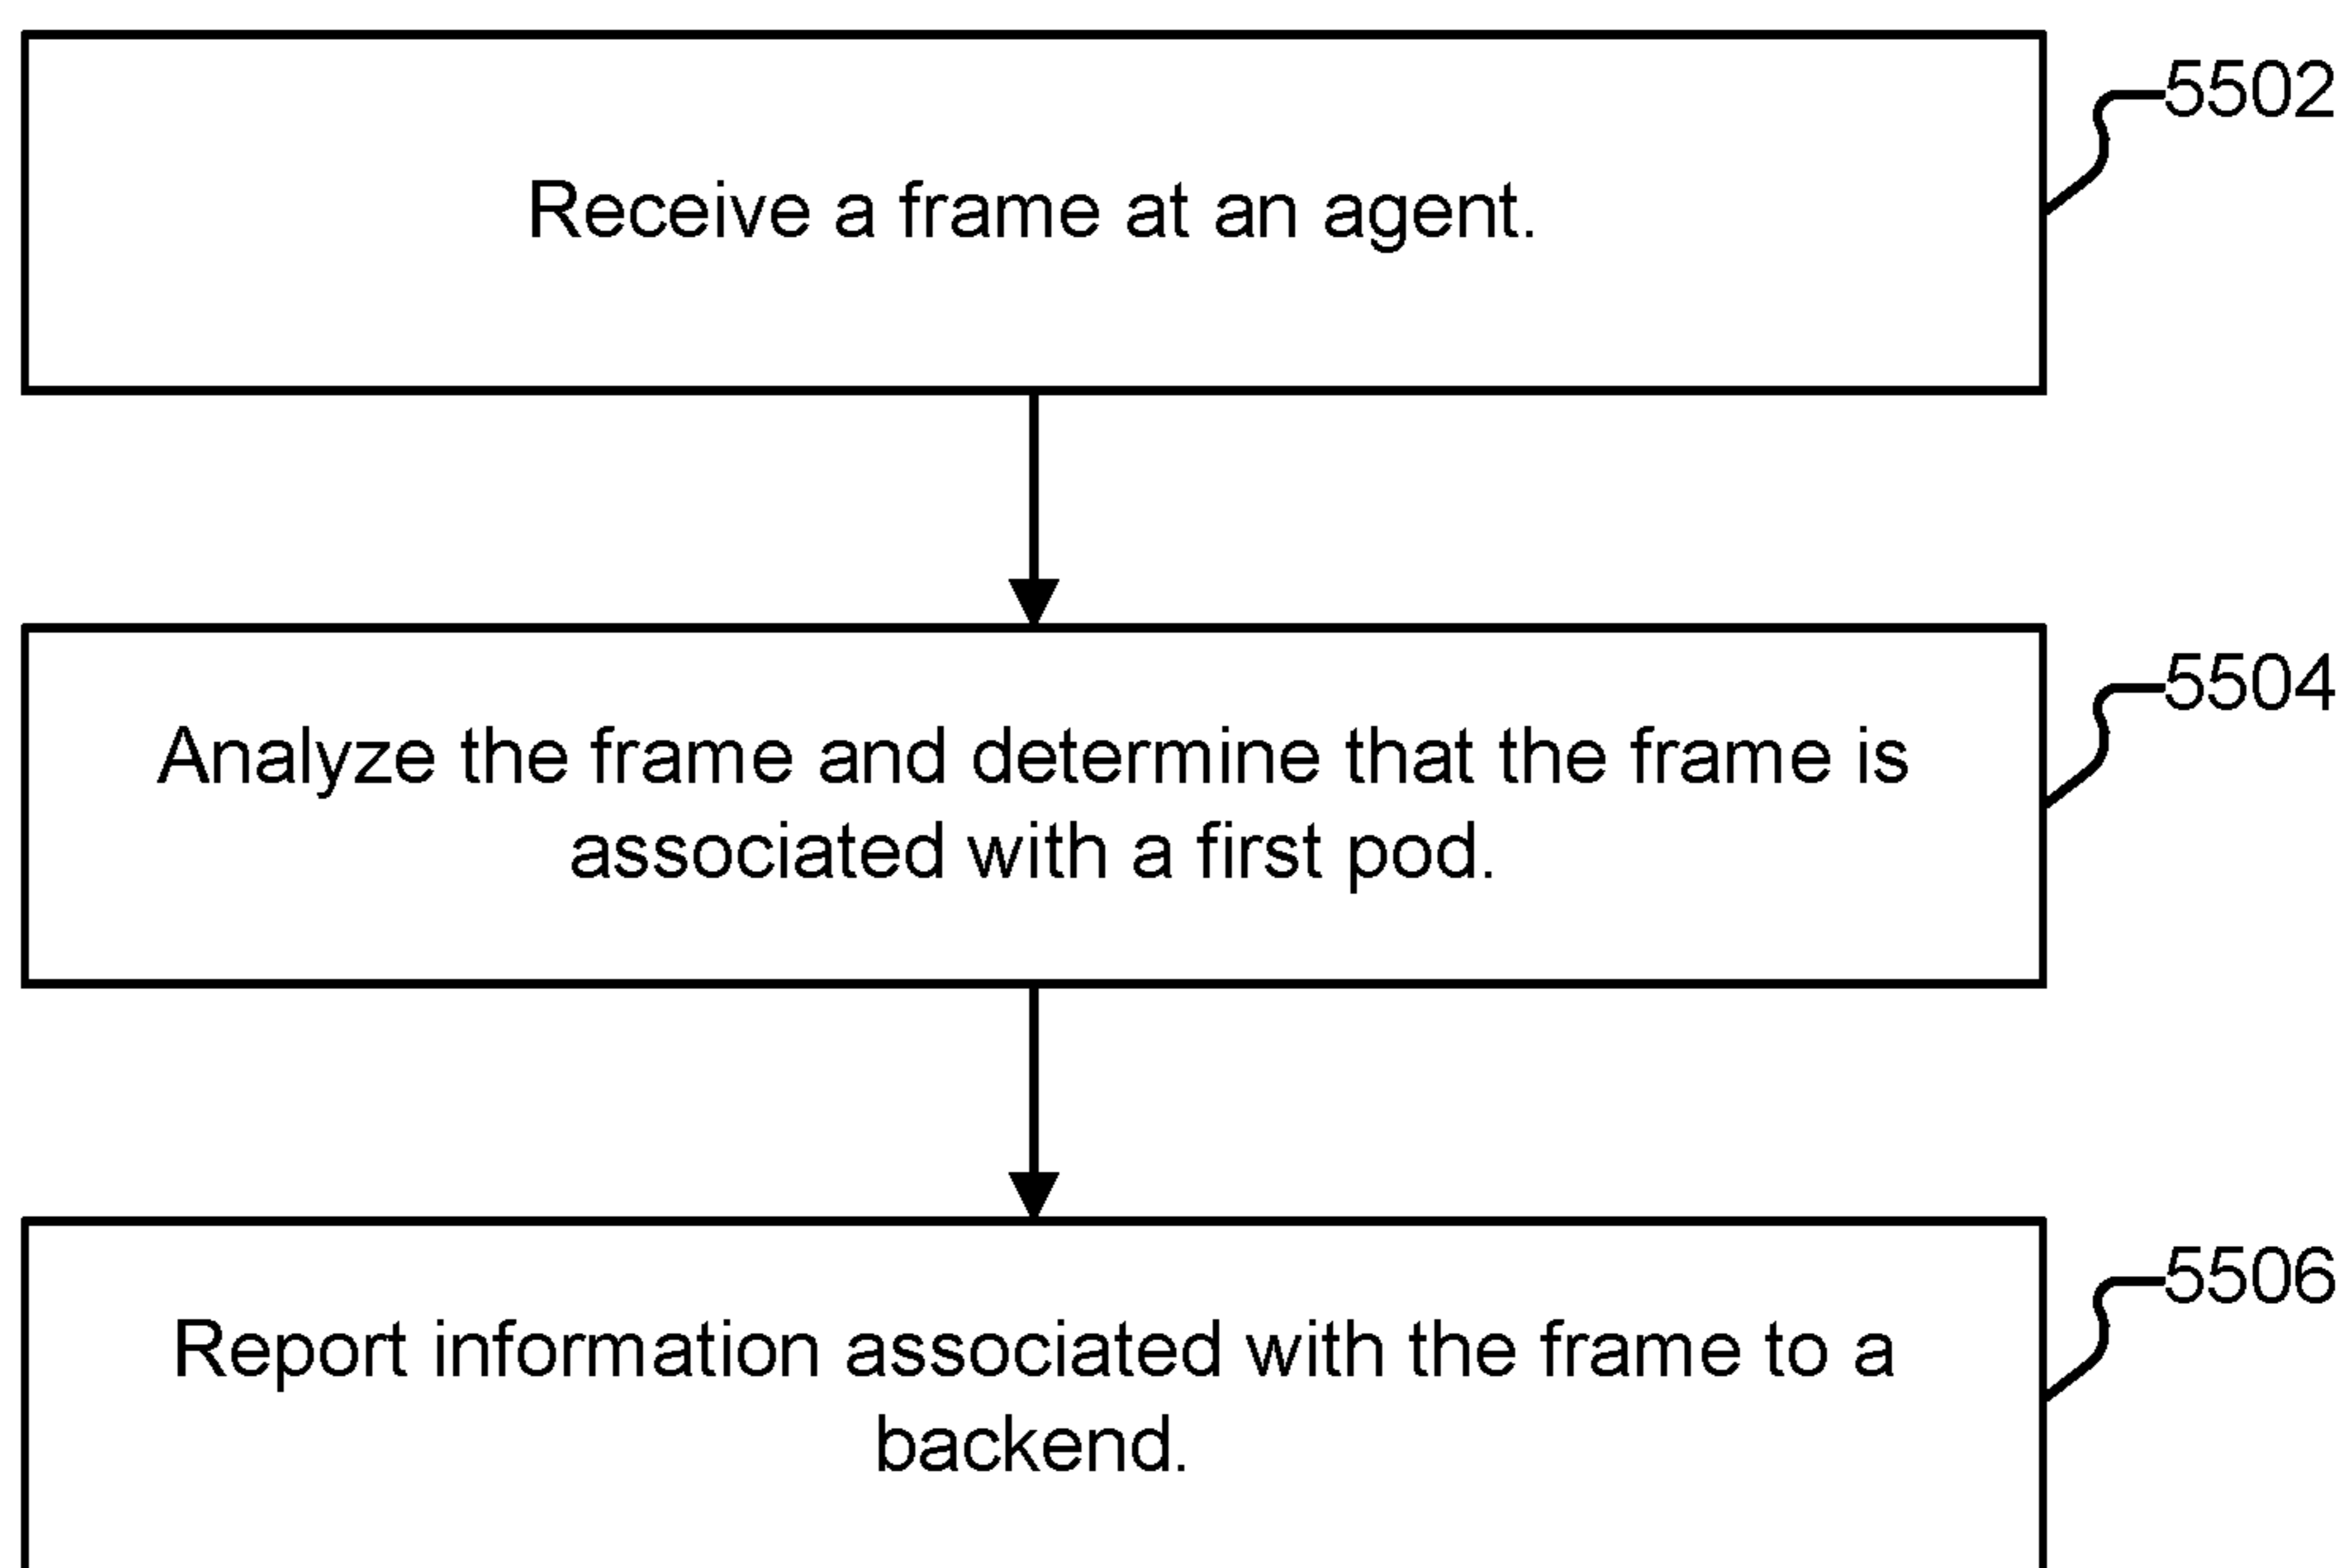 5502
Receive a frame at an agent.
5504
Analyze the frame and determine that the frame is
associated with a first pod.
5506
Report information associated with the frame to a
backend.